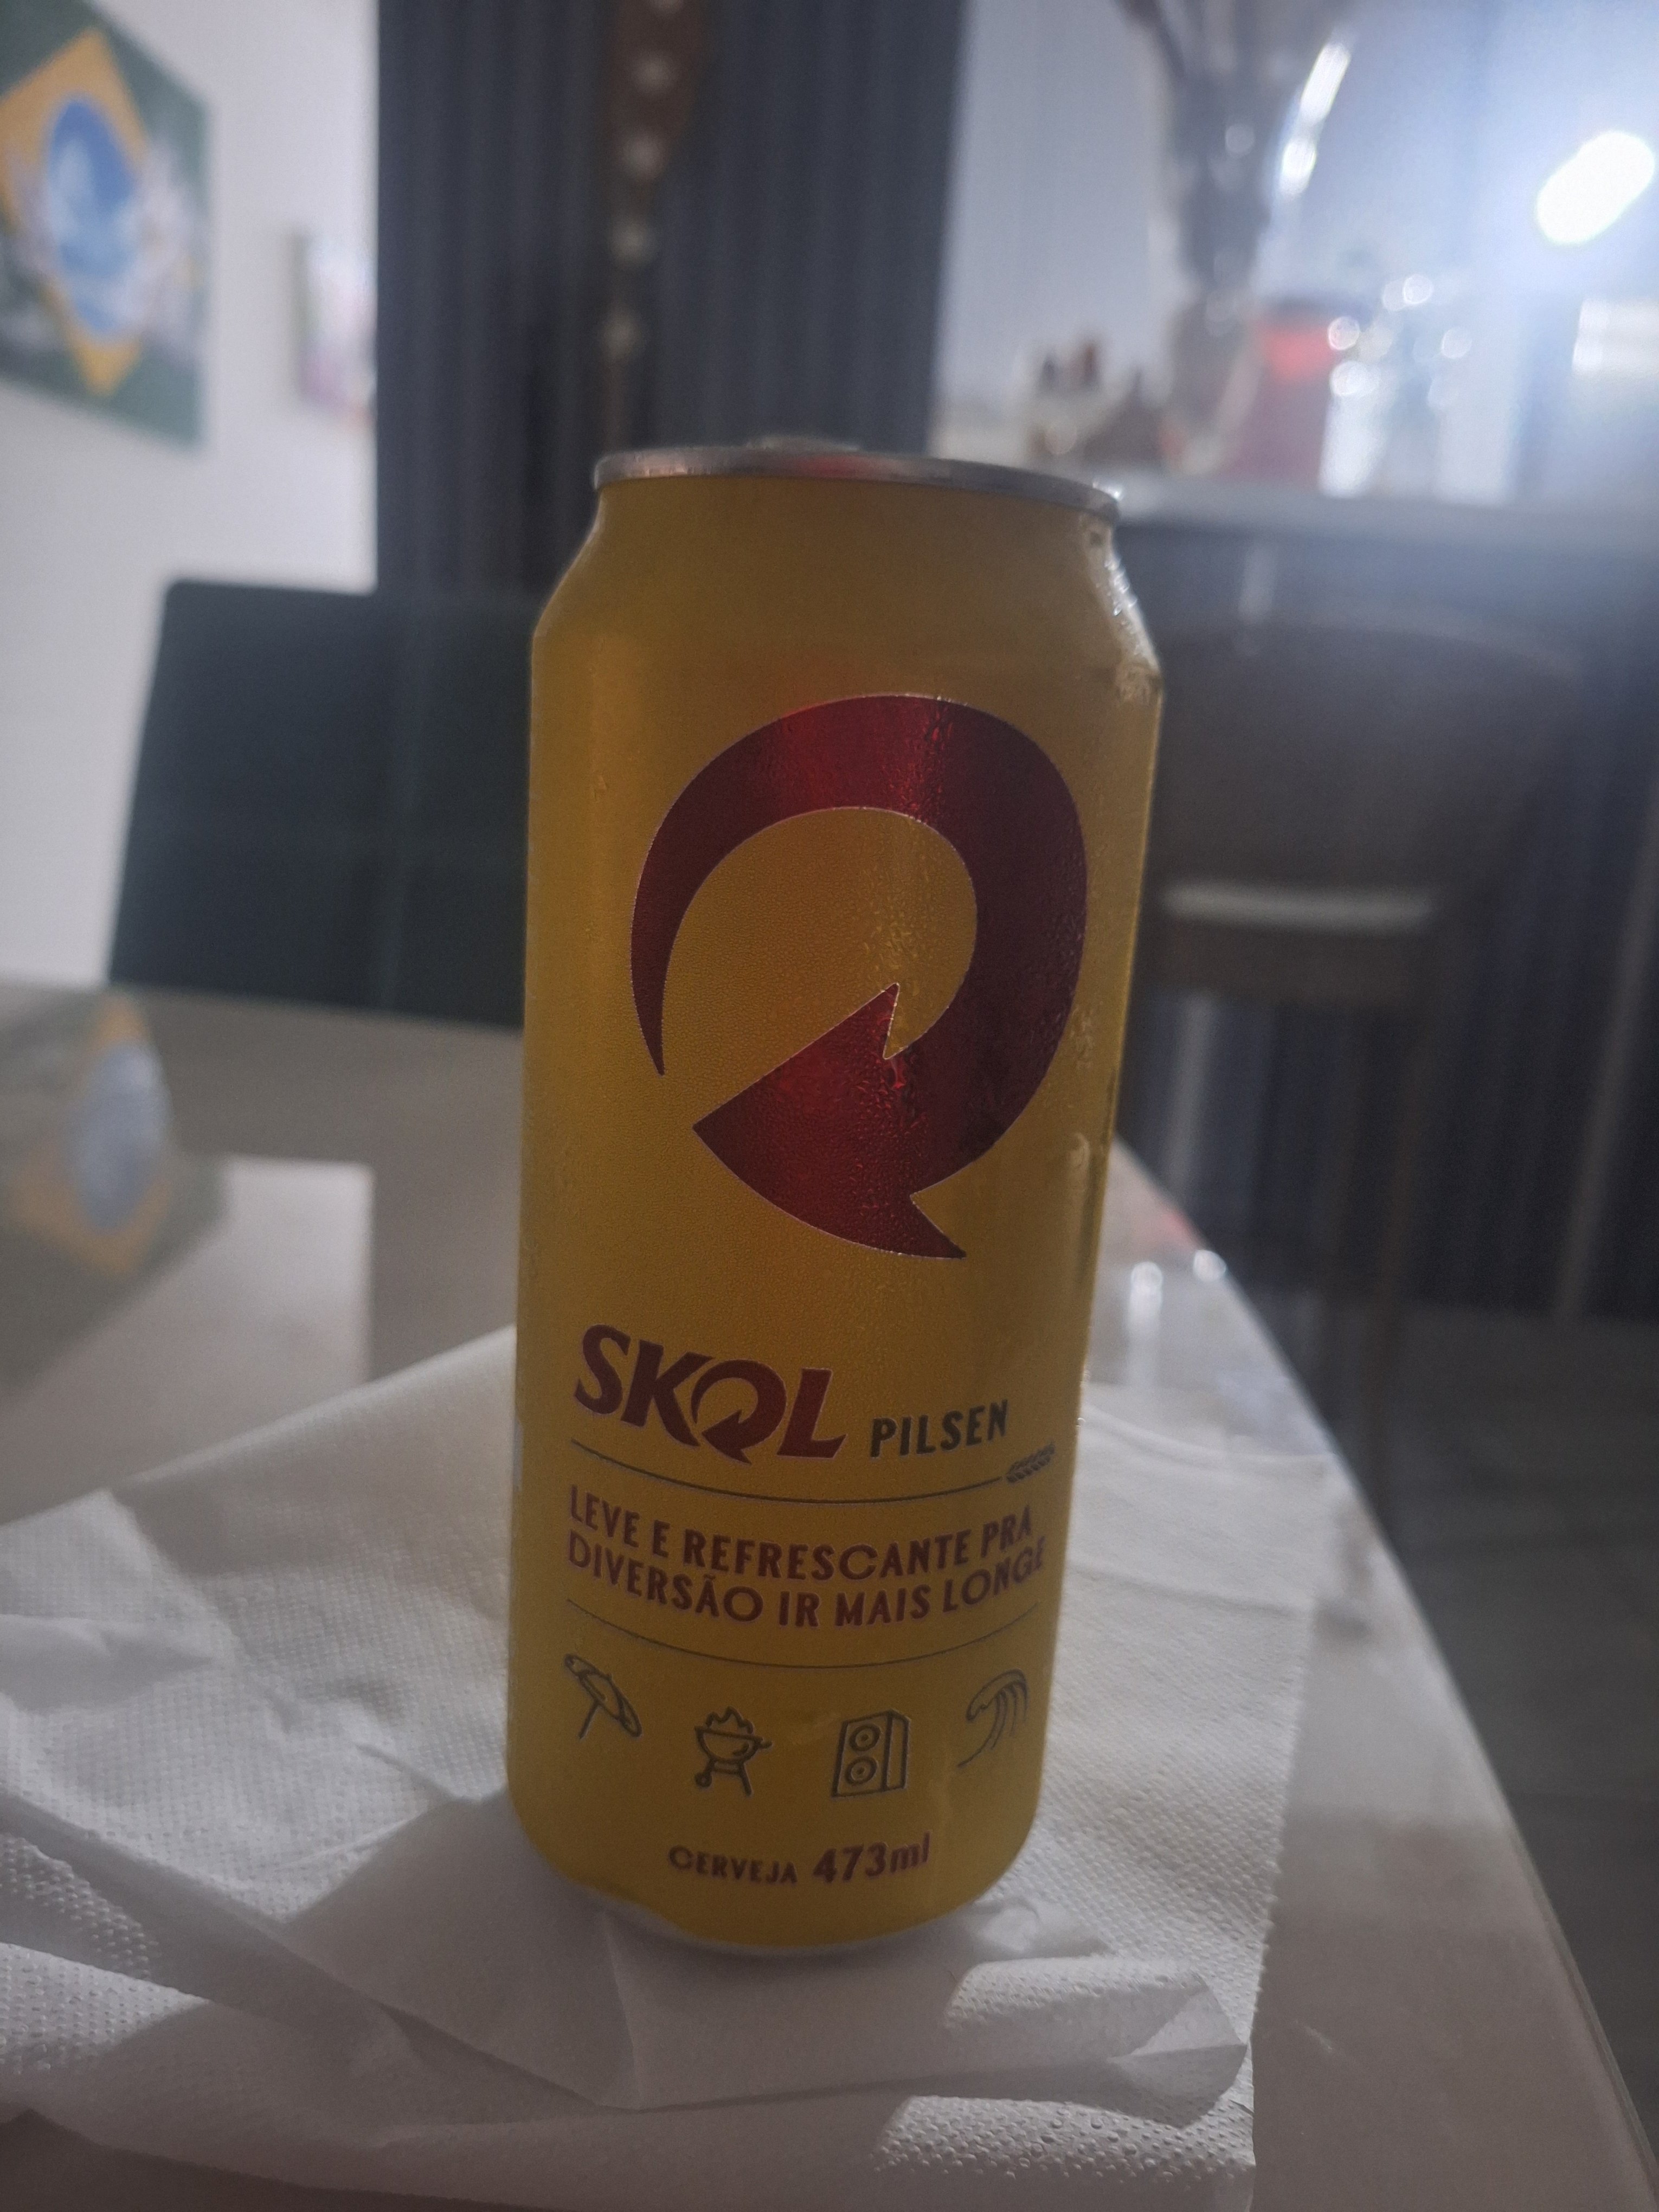 SKOL PILSEN
LEVE E REFRESCANTE PRA
DIVERSÃO IR MAIS LONGE
CERVEJA 473ml